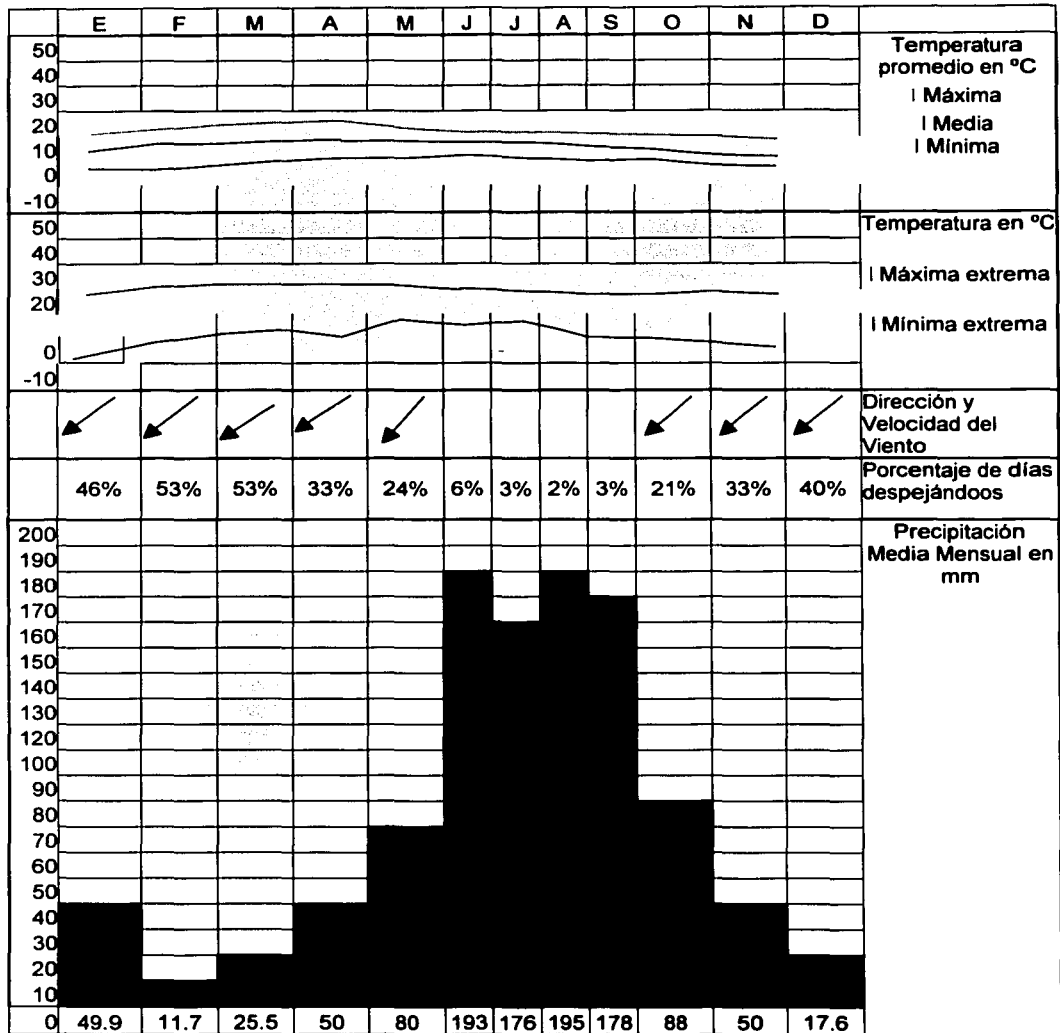 E F M A M J J A S O N D
50
40
30
20
10
0
-10
Temperatura
promedio en ºC
| Máxima
| Media
| Mínima
50
40
30
20
0
-10
Temperatura en ºC
| Máxima extrema
| Mínima extrema
Dirección y
Velocidad del
Viento
46% 53% 53% 33% 24% 6% 3% 2% 3% 21% 33% 40%
Porcentaje de días
despejándoos
200
190
180
170
160
150
140
130
120
100
90
80
70
60
50
40
30
20
10
0
Precipitación
Media Mensual en
mm
49.9 11.7 25.5 50 80 193 176 195 178 88 50 17.6